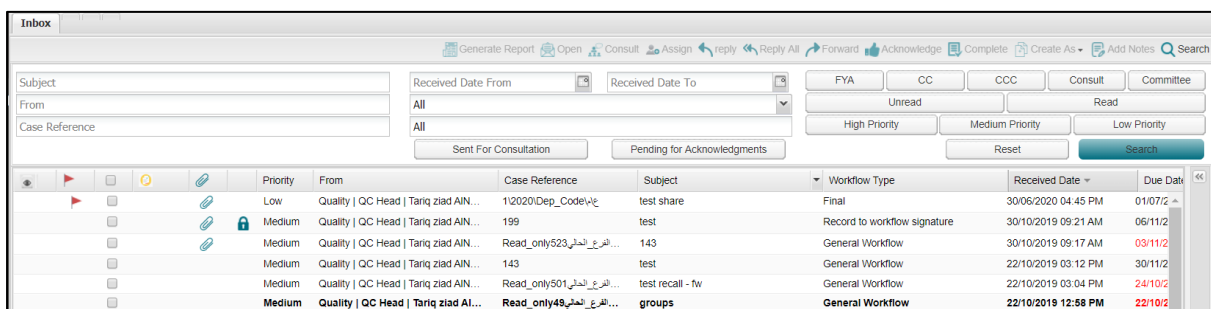 Inbox
Generate Report Open Consult Assign reply Reply All Forward Acknowledge Complete Create As Add Notes Search
Subject Received Date From Received Date To FYA CC CCC Consult Committee
From All Unread Read
Case Reference All High Priority Medium Priority Low Priority
Sent For Consultation Pending for Acknowledgments Reset Search
Priority From Case Reference Subject Workflow Type Received Date Due Date
Low Quality | QC Head | Tariq ziad AlN... test share Final 30/06/2020 04:45 PM 01/07/2
Medium Quality | QC Head | Tariq ziad AlN... 199 test Record to workflow signature 30/10/2019 09:21 AM 06/11/2
Medium Quality | QC Head | Tariq ziad AlN... Read_only523الفرع_الحالي... 143 General Workflow 30/10/2019 09:17 AM 03/11/2
Medium Quality | QC Head | Tariq ziad AlN... 143 test General Workflow 22/10/2019 03:12 PM 30/11/2
Medium Quality | QC Head | Tariq ziad AlN... Read_only501الفرع_الحالي... test recall - fw General Workflow 22/10/2019 03:04 PM 24/10/2
Medium Quality | QC Head | Tariq ziad Al... Read_only49الفرع_الحالي... groups General Workflow 22/10/2019 12:58 PM 22/10/2